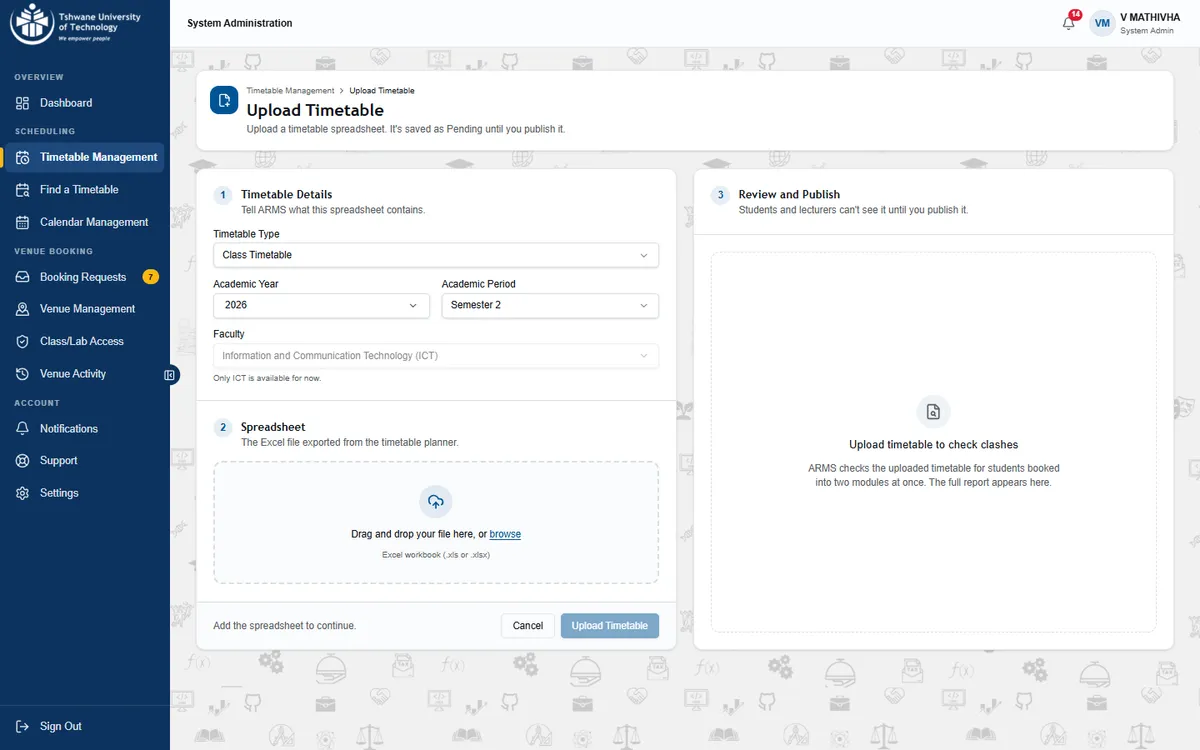 Tshwane University
of Technology
We empower people
OVERVIEW
Dashboard
SCHEDULING
Timetable Management
Find a Timetable
Calendar Management
VENUE BOOKING
Booking Requests 7
Venue Management
Class/Lab Access
Venue Activity
ACCOUNT
Notifications
Support
Settings
Sign Out
System Administration
14
VM
V MATHIVHA
System Admin
Timetable Management > Upload Timetable
Upload Timetable
Upload a timetable spreadsheet. It's saved as Pending until you publish it.
1 Timetable Details
Tell ARMS what this spreadsheet contains.
Timetable Type
Class Timetable
Academic Year
2026
Academic Period
Semester 2
Faculty
Information and Communication Technology (ICT)
Only ICT is available for now.
2 Spreadsheet
The Excel file exported from the timetable planner.
Drag and drop your file here, or browse
Excel workbook (.xls or .xlsx)
Add the spreadsheet to continue.
Cancel
Upload Timetable
3 Review and Publish
Students and lecturers can't see it until you publish it.
Upload timetable to check clashes
ARMS checks the uploaded timetable for students booked
into two modules at once. The full report appears here.